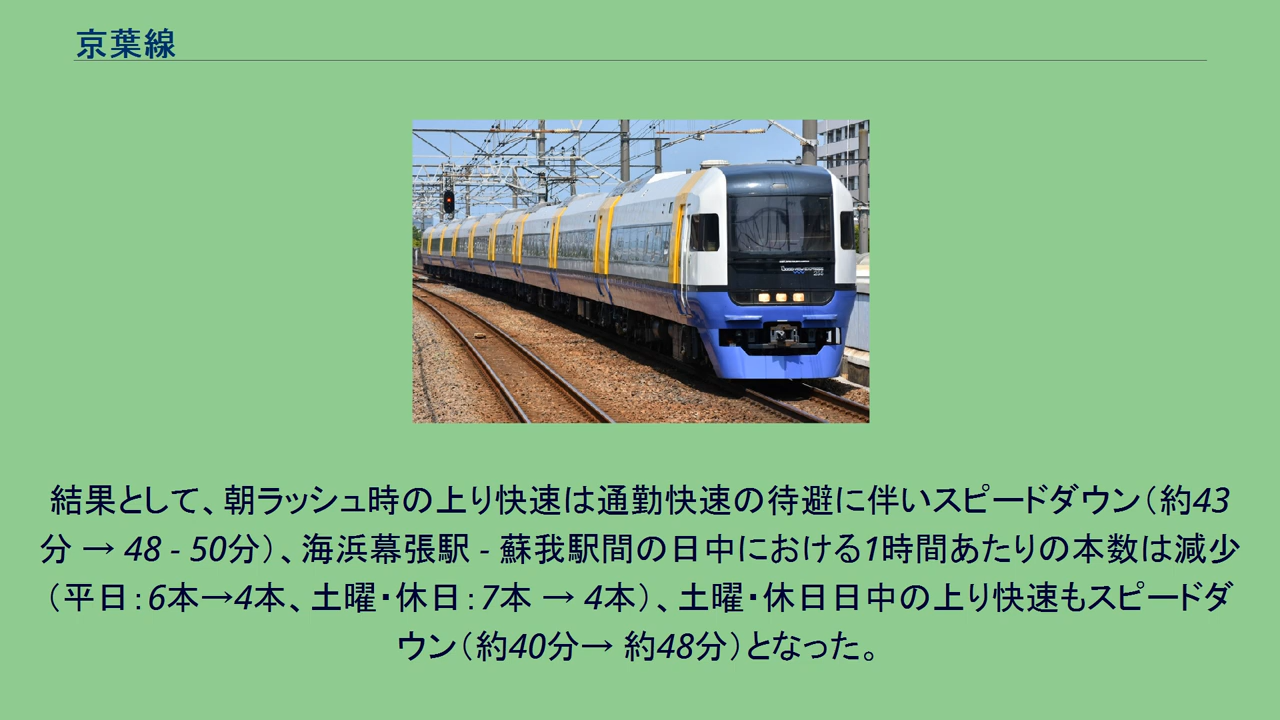 京葉線
結果として、朝ラッシュ時の上り快速は通勤快速の待避に伴いスピードダウン（約43
分 → 48 - 50分）、海浜幕張駅 - 蘇我駅間の日中における1時間あたりの本数は減少
（平日：6本→4本、土曜・休日：7本 → 4本）、土曜・休日日中の上り快速もスピードダ
ウン（約40分→ 約48分）となった。